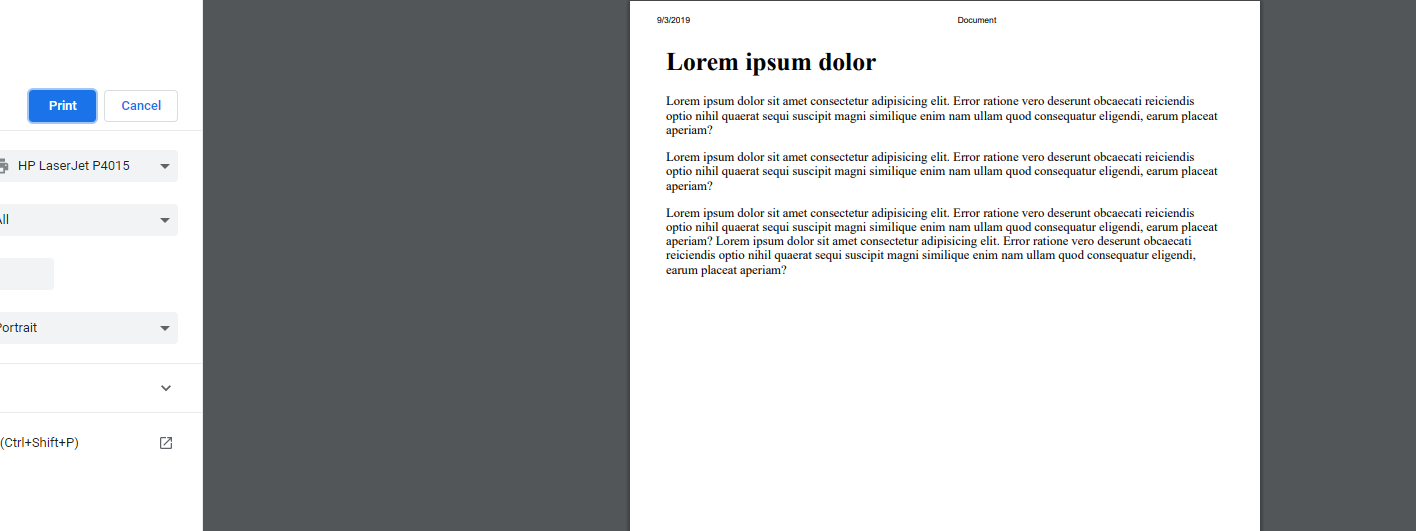 Print Cancel
HP LaserJet P4015
All
Portrait
(Ctrl+Shift+P)
9/3/2019 Document
Lorem ipsum dolor
Lorem ipsum dolor sit amet consectetur adipisicing elit. Error ratione vero deserunt obcaecati reiciendis
optio nihil quaerat sequi suscipit magni similique enim nam ullam quod consequatur eligendi, earum placeat
aperiam?
Lorem ipsum dolor sit amet consectetur adipisicing elit. Error ratione vero deserunt obcaecati reiciendis
optio nihil quaerat sequi suscipit magni similique enim nam ullam quod consequatur eligendi, earum placeat
aperiam?
Lorem ipsum dolor sit amet consectetur adipisicing elit. Error ratione vero deserunt obcaecati reiciendis
optio nihil quaerat sequi suscipit magni similique enim nam ullam quod consequatur eligendi, earum placeat
aperiam? Lorem ipsum dolor sit amet consectetur adipisicing elit. Error ratione vero deserunt obcaecati
reiciendis optio nihil quaerat sequi suscipit magni similique enim nam ullam quod consequatur eligendi,
earum placeat aperiam?